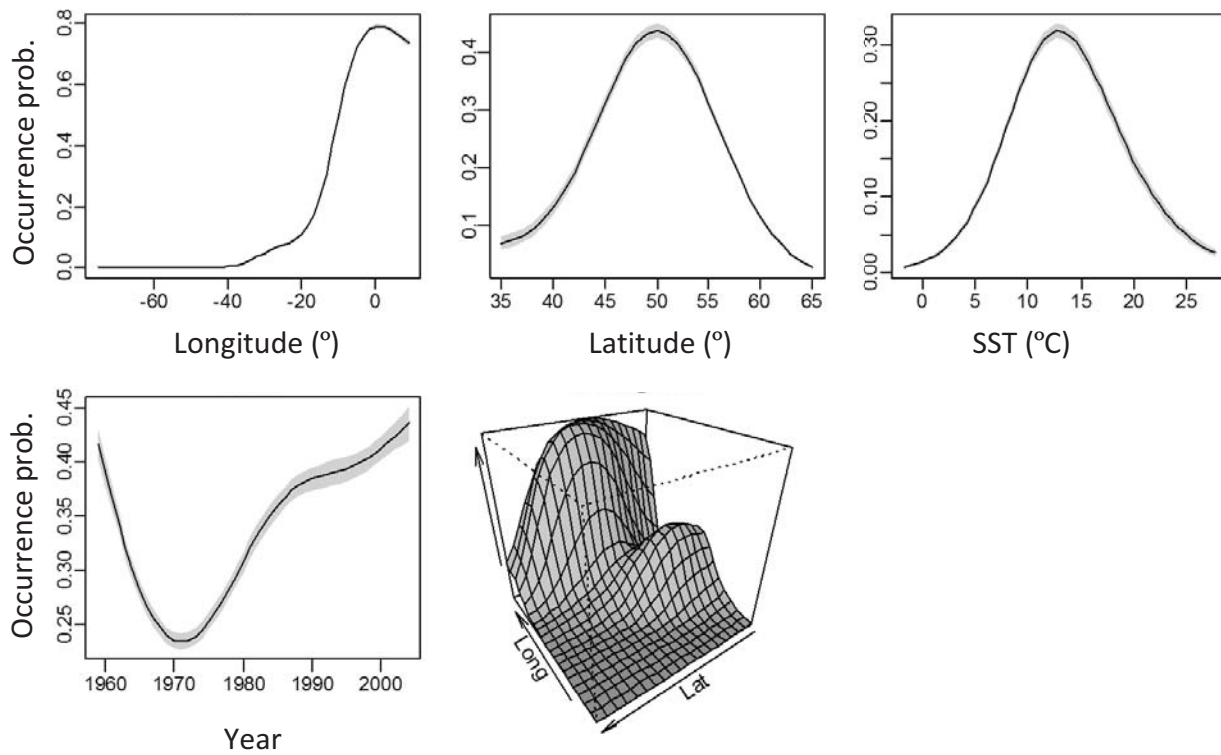 Occurrence prob.
0.0 0.2 0.4 0.6 0.8
-60 -40 -20 0
Longitude (º)
0.1 0.2 0.3 0.4
35 40 45 50 55 60 65
Latitude (º)
0.00 0.10 0.20 0.30
0 5 10 15 20 25
SST (ºC)
Occurrence prob.
0.25 0.30 0.35 0.40 0.45
1960 1970 1980 1990 2000
Year
Long
Lat